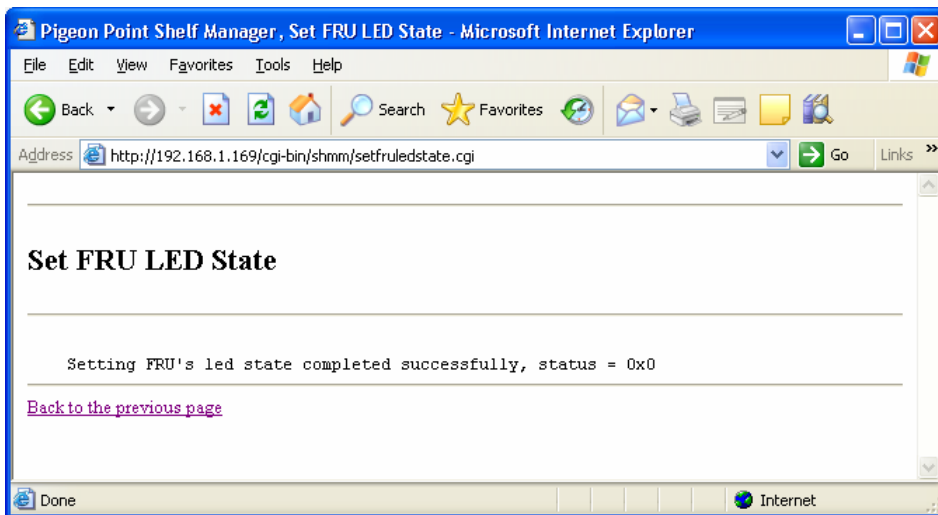 Pigeon Point Shelf Manager, Set FRU LED State - Microsoft Internet Explorer
File Edit View Favorites Tools Help
Back Search Favorites
Address http://192.168.1.169/cgi-bin/shmm/setfruledstate.cgi Go Links »
Set FRU LED State
Setting FRU's led state completed successfully, status = 0x0
Back to the previous page
Done Internet